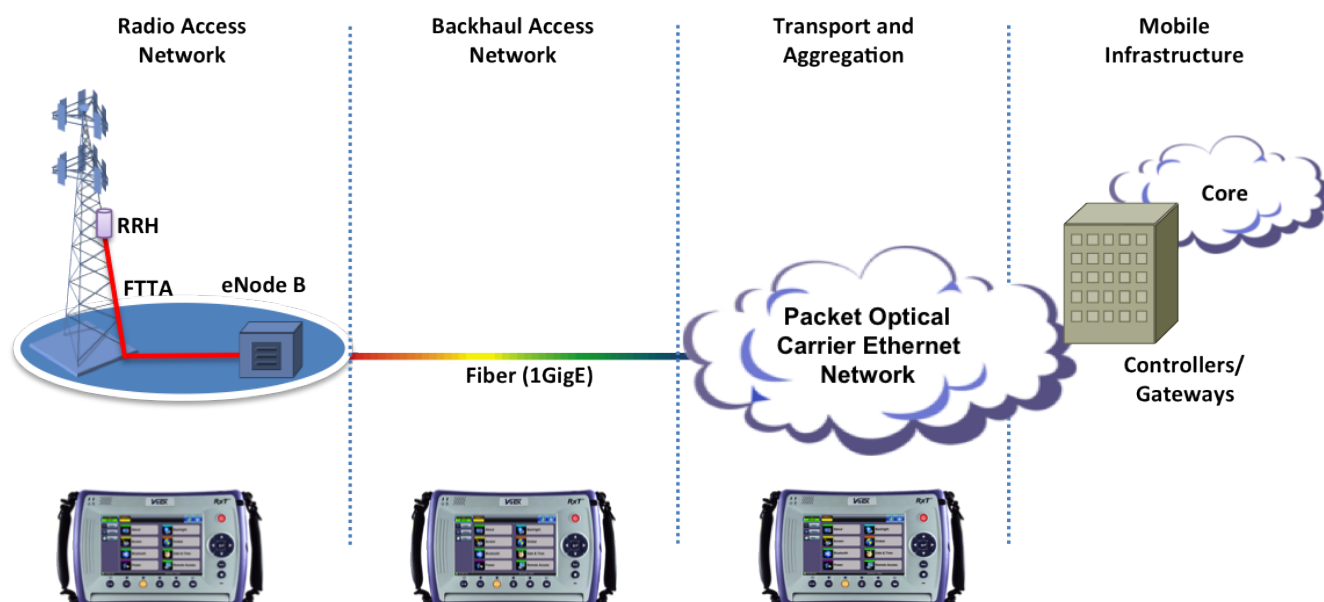 Radio Access
Network
Backhaul Access
Network
Transport and
Aggregation
Mobile
Infrastructure
Core
RRH
FTTA
eNode B
Packet Optical
Carrier Ethernet
Network
Fiber (1GigE)
Controllers/
Gateways
VeEX
RXT
VeEX
RXT
VeEX
RXT